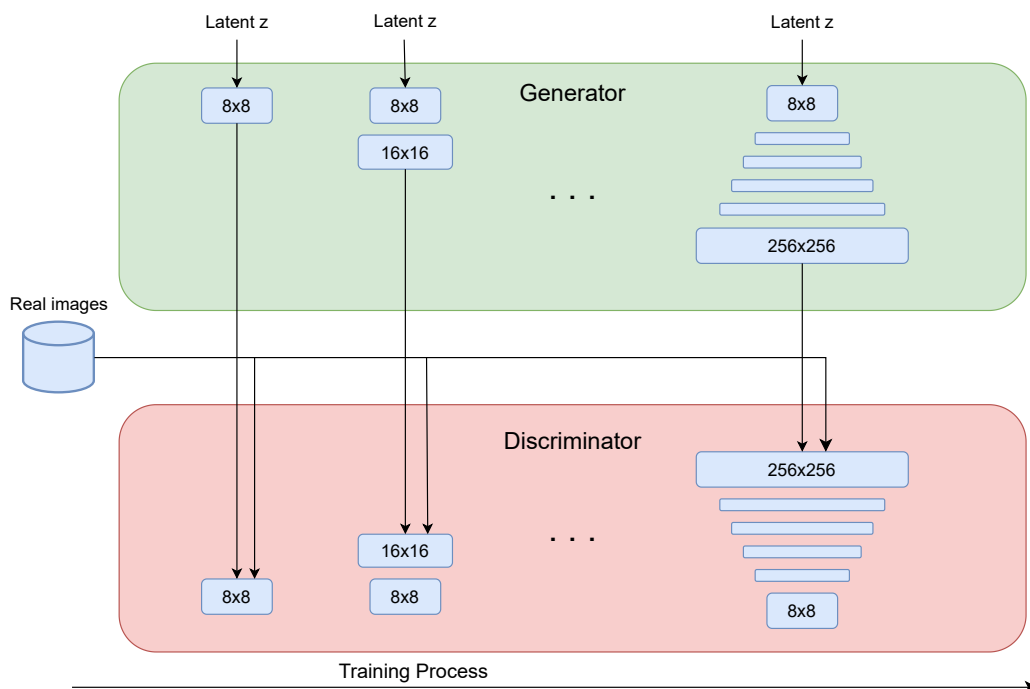 Latent z
Latent z
Latent z
Generator
8x8
8x8
8x8
16x16
. . .
256x256
Real images
Discriminator
256x256
16x16
. . .
8x8
8x8
8x8
Training Process